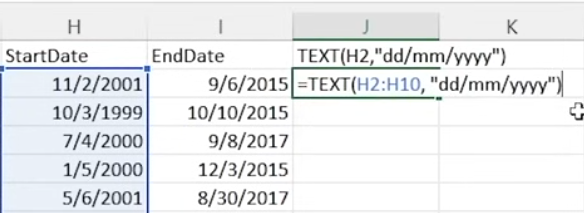 H I J K
StartDate EndDate TEXT(H2,"dd/mm/yyyy")
11/2/2001 9/6/2015 =TEXT(H2:H10, "dd/mm/yyyy")
10/3/1999 10/10/2015
7/4/2000 9/8/2017
1/5/2000 12/3/2015
5/6/2001 8/30/2017